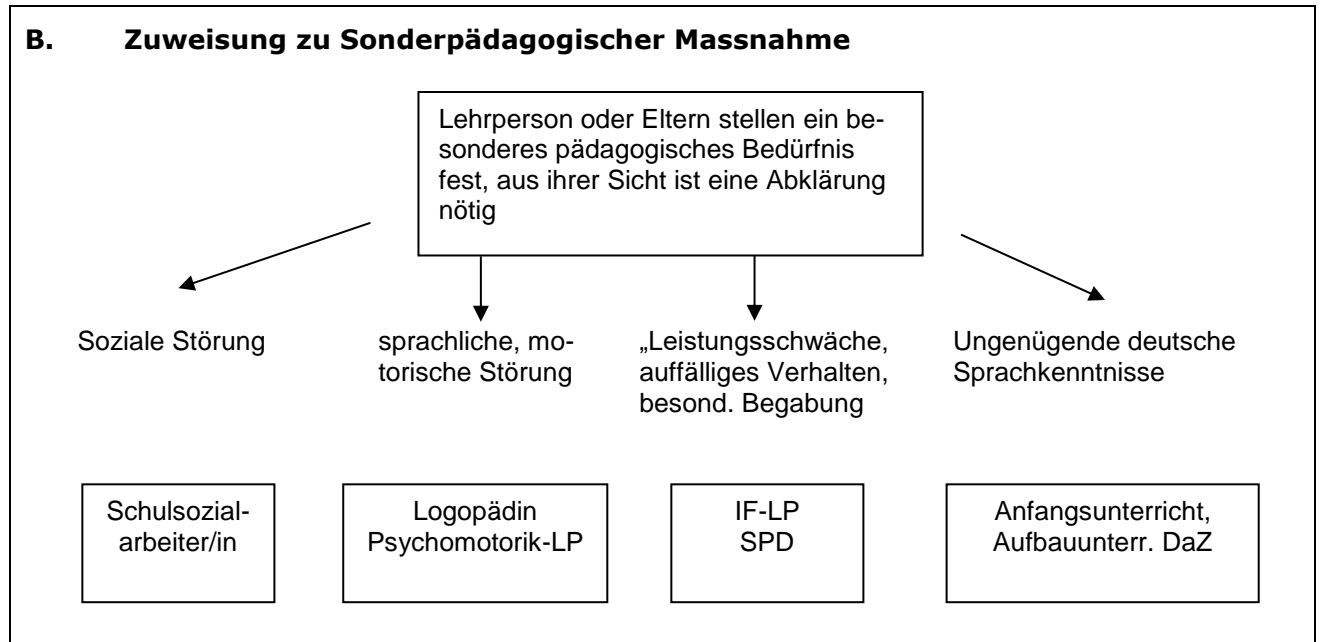 B. Zuweisung zu Sonderpädagogischer Massnahme
Lehrperson oder Eltern stellen ein be-
sonderes pädagogisches Bedürfnis
fest, aus ihrer Sicht ist eine Abklärung
nötig
Soziale Störung
sprachliche, mo-
torische Störung
„Leistungsschwäche,
auffälliges Verhalten,
besond. Begabung
Ungenügende deutsche
Sprachkenntnisse
Schulsozial-
arbeiter/in
Logopädin
Psychomotorik-LP
IF-LP
SPD
Anfangsunterricht,
Aufbauunterr. DaZ